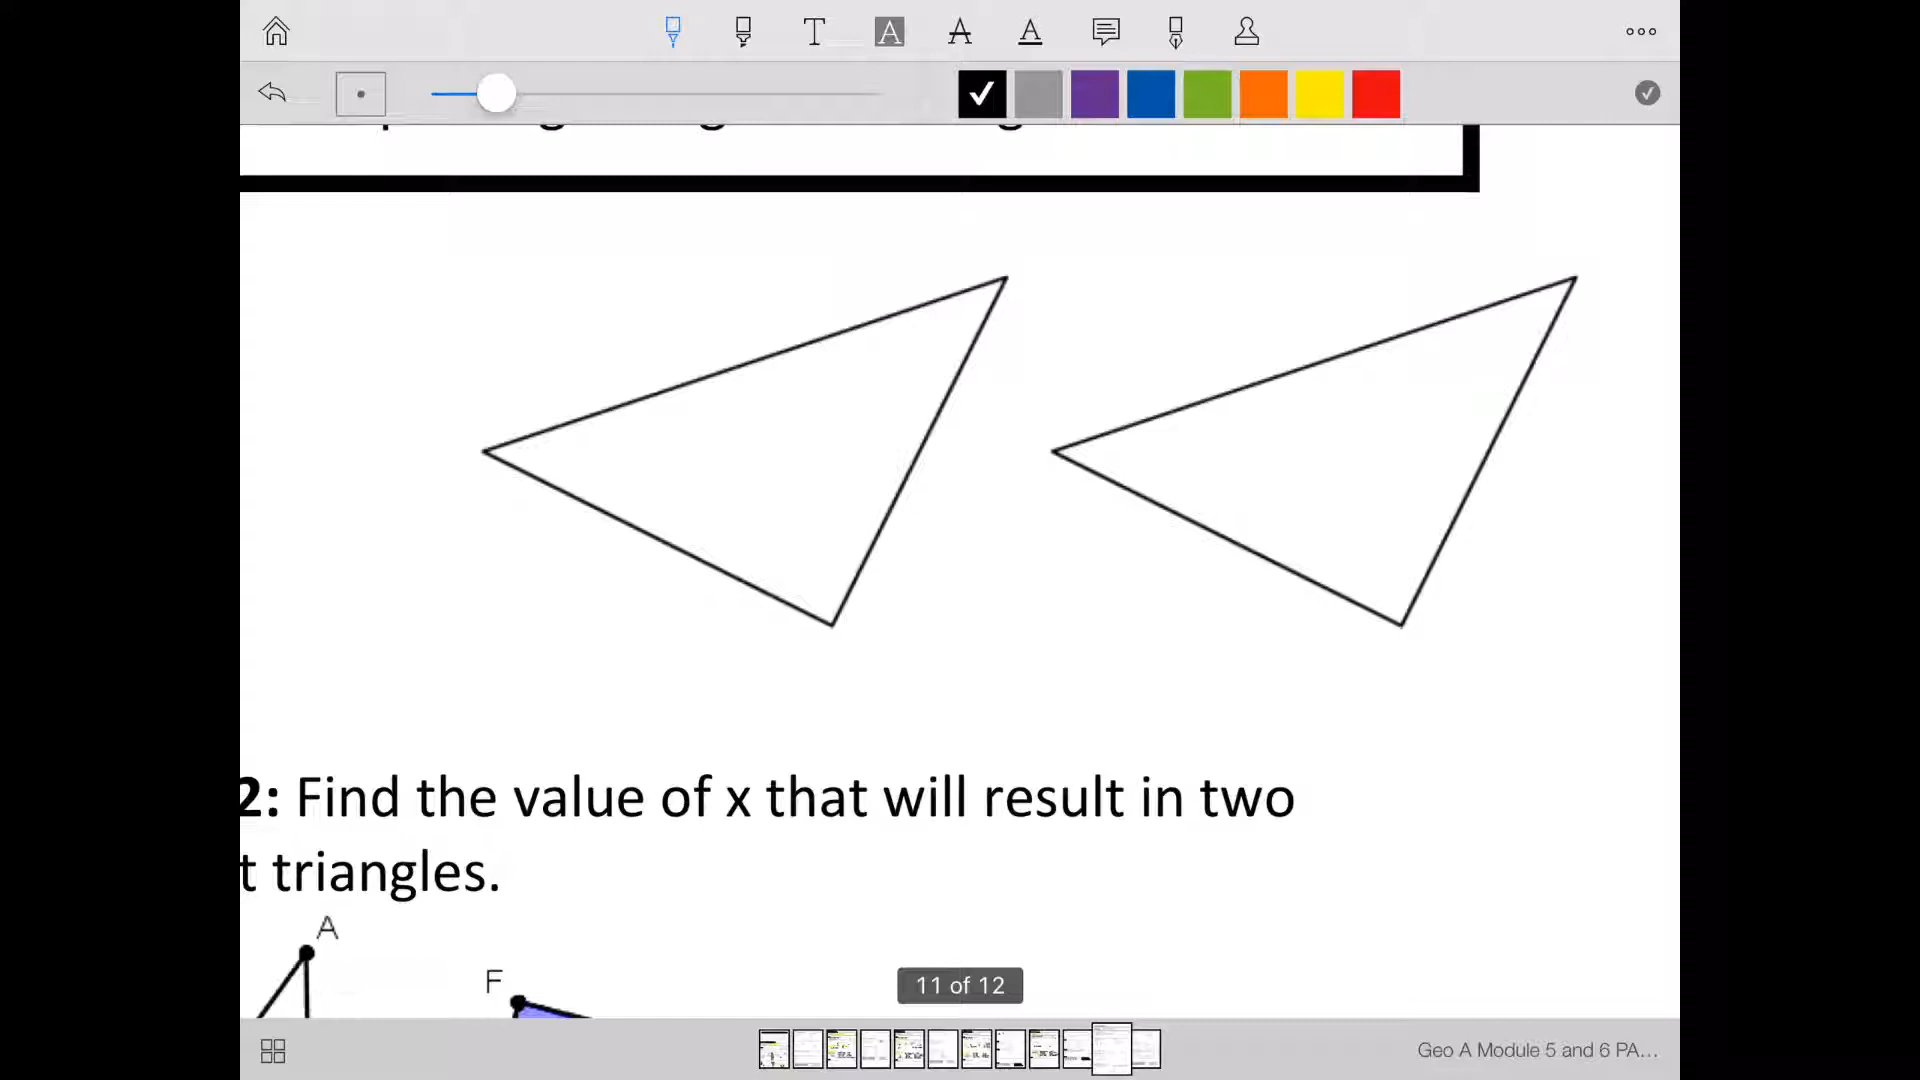 T A A A
2: Find the value of x that will result in two
t triangles.
A
F
11 of 12
Geo A Module 5 and 6 PA...